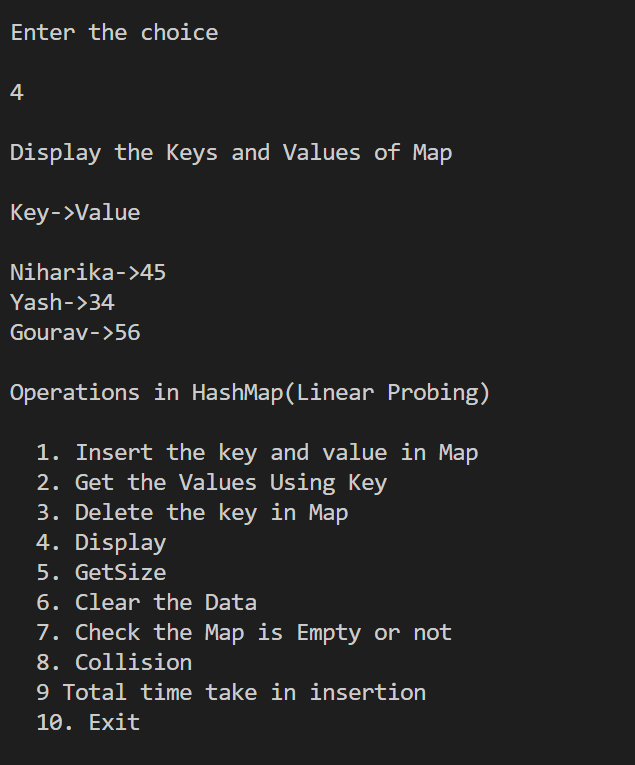 Enter the choice
4
Display the Keys and Values of Map
Key->Value
Niharika->45
Yash->34
Gourav->56
Operations in HashMap(Linear Probing)
1. Insert the key and value in Map
2. Get the Values Using Key
3. Delete the key in Map
4. Display
5. GetSize
6. Clear the Data
7. Check the Map is Empty or not
8. Collision
9 Total time take in insertion
10. Exit